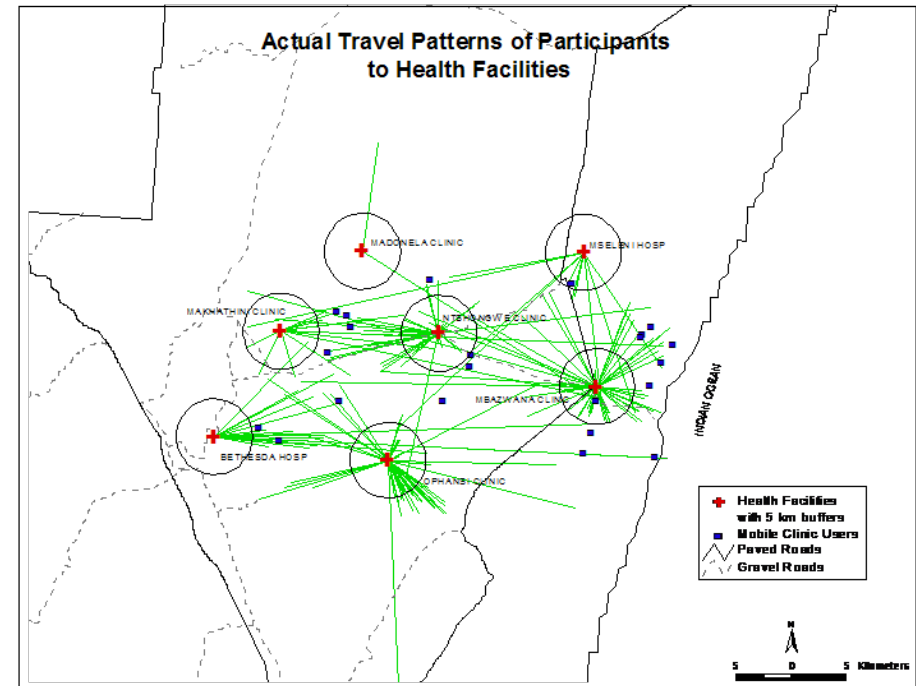 Actual Travel Patterns of Participants
to Health Facilities
MADONELA CLINIC
MSELENI HOSP
MAKHATHINI CLINIC
NTSHONGWE CLINIC
MBAZWANA CLINIC
INDIAN OCEAN
BETHESDA HOSP
OPHANSI CLINIC
Health Facilities
with 5 km buffers
Mobile Clinic Users
Paved Roads
Gravel Roads
N
5 0 5 Kilometers